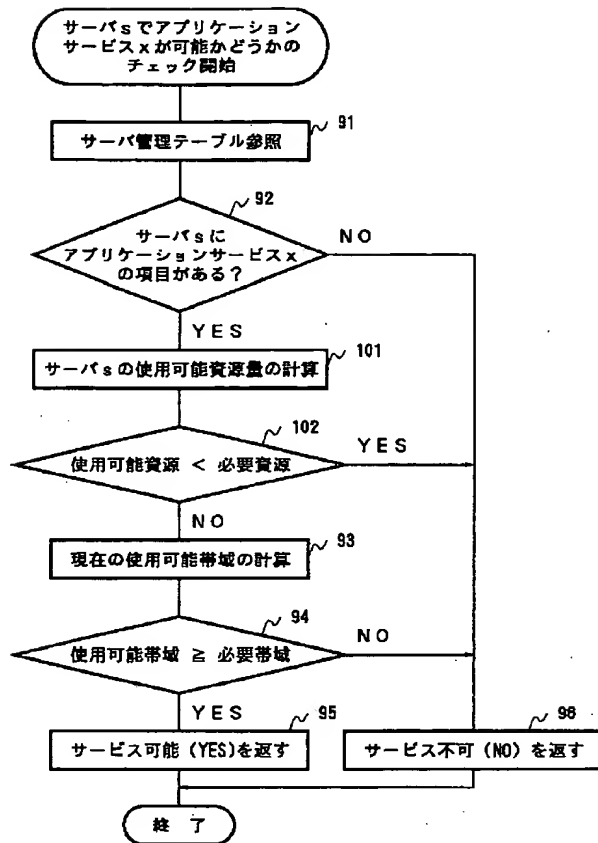 サーバsでアプリケーション
サービスxが可能かどうかの
チェック開始
91
サーバ管理テーブル参照
92
サーバsに
アプリケーションサービスx
の項目がある?
NO
YES
101
サーバsの使用可能資源量の計算
102
使用可能資源 < 必要資源
YES
NO
93
現在の使用可能帯域の計算
94
使用可能帯域 ≧ 必要帯域
NO
YES
95
サービス可能(YES)を返す
96
サービス不可(NO)を返す
終 了